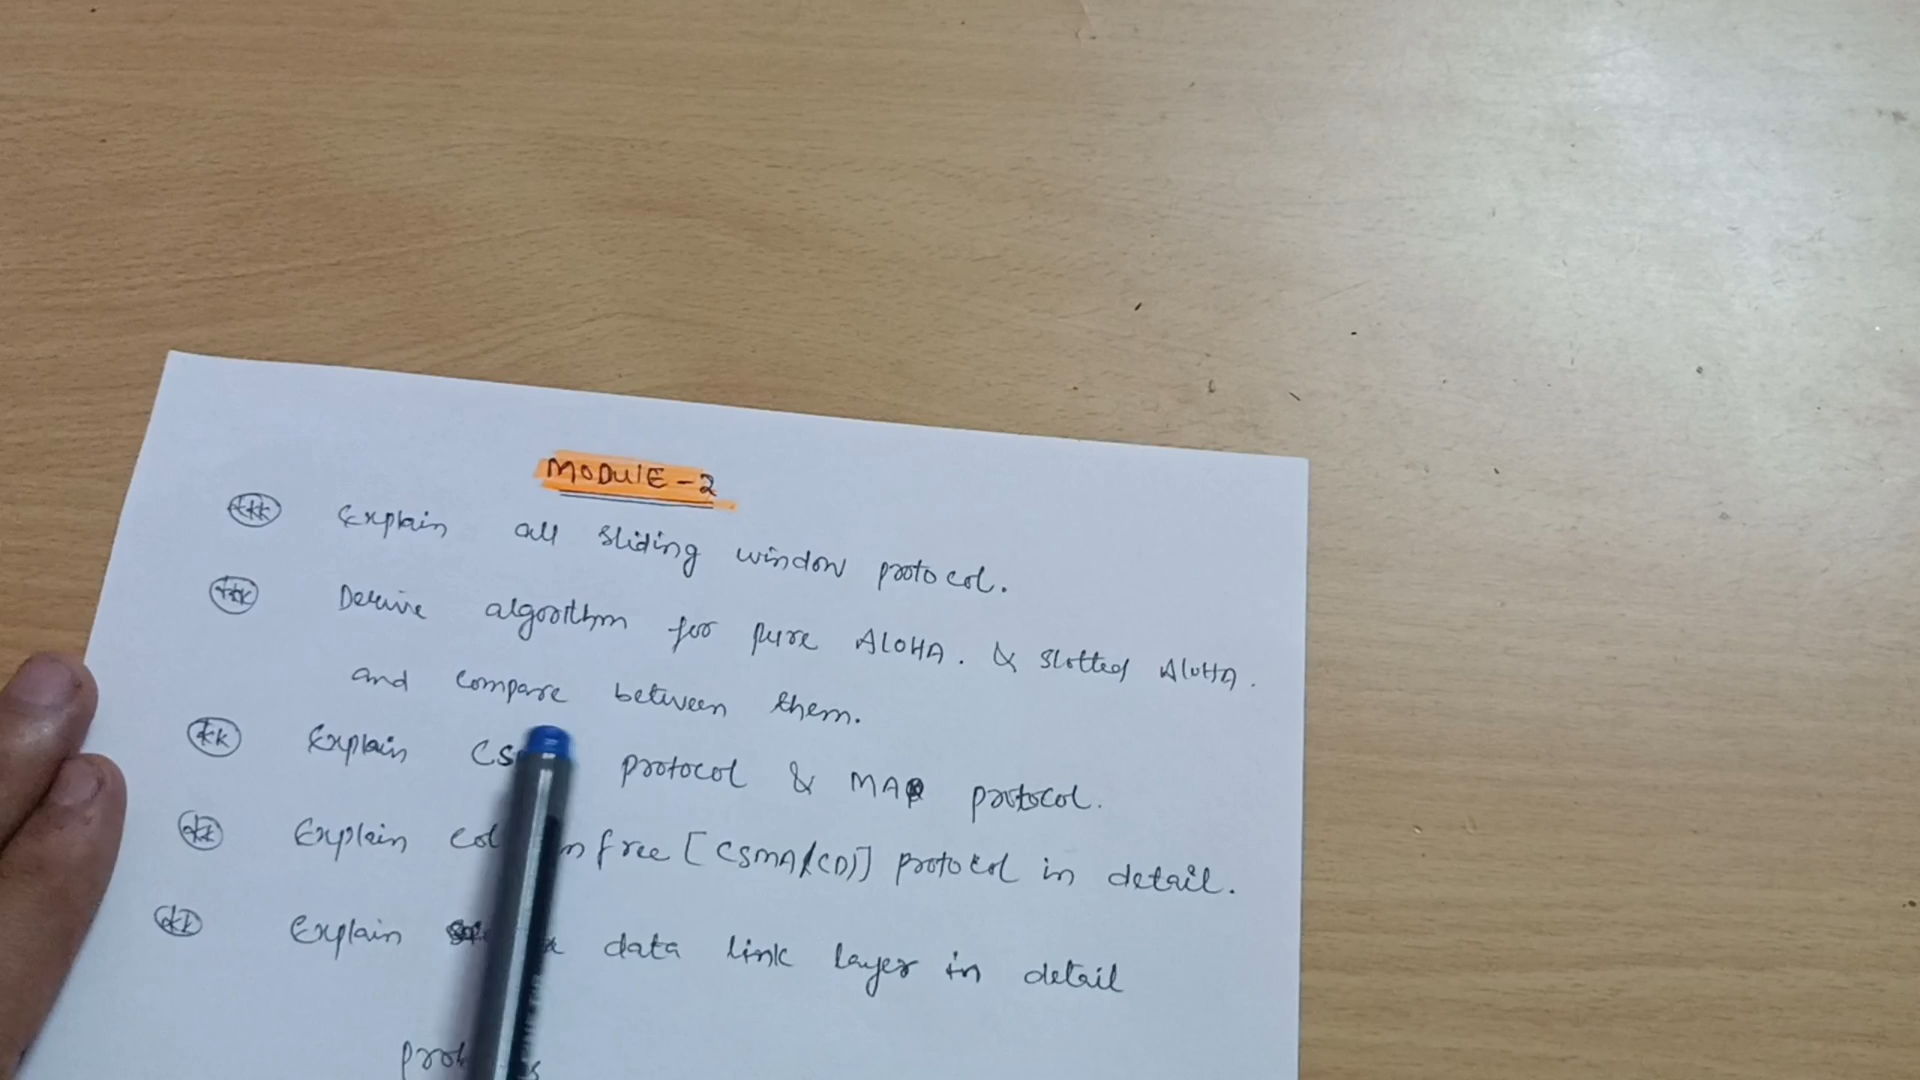 MODULE-2
Explain all sliding window protocol.
Derive algorithm for pure ALOHA. & slotted ALOHA.
and compare between them.
Explain protocol & MAP protocol.
Explain free [CSMA/CD)] protocol in detail.
Explain data link layer in detail